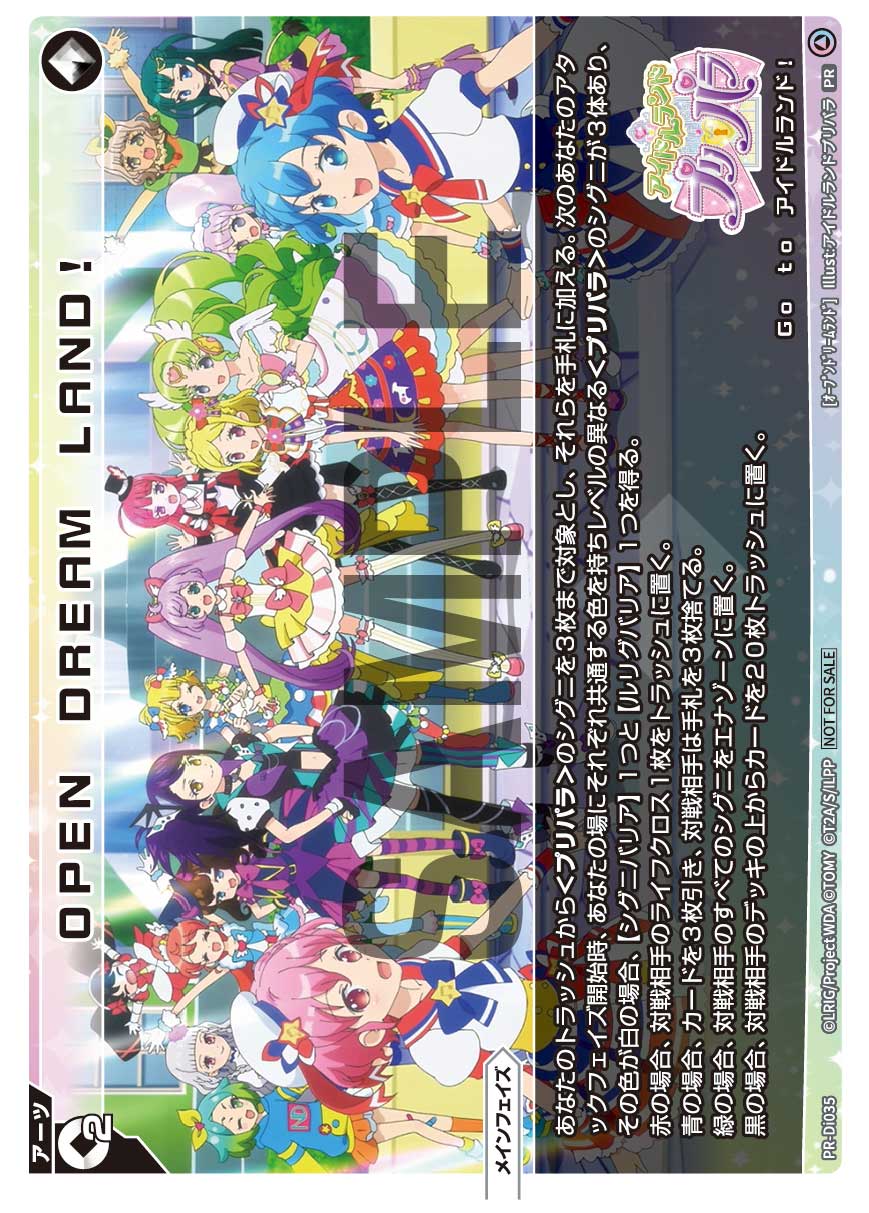 アーツ
2
OPEN DREAM LAND!
SAMPLE
ND
メインフェイズ
あなたのトラッシュから<プリパラ>のシグニを3枚まで対象とし、それらを手札に加える。次のあなたのアタ
ックフェイズ開始時、あなたの場にそれぞれ共通する色を持ちレベルの異なる<プリパラ>のシグニが3体あり、
その色が白の場合、【シグニバリア】1つと【ルリグバリア】1つを得る。
赤の場合、対戦相手のライフクロス1枚をトラッシュに置く。
青の場合、カードを3枚引き、対戦相手は手札を3枚捨てる。
緑の場合、対戦相手のすべてのシグニをエナゾーンに置く。
黒の場合、対戦相手のデッキの上からカードを20枚トラッシュに置く。
アイドルランド
プリパラ
Go to アイドルランド!
PR-Di035
©LRIG/Project WDA ©TOMY ©T2A/S/ILPP
NOT FOR SALE
[オープンドリームランド]
Illust:アイドルランドプリパラ
PR